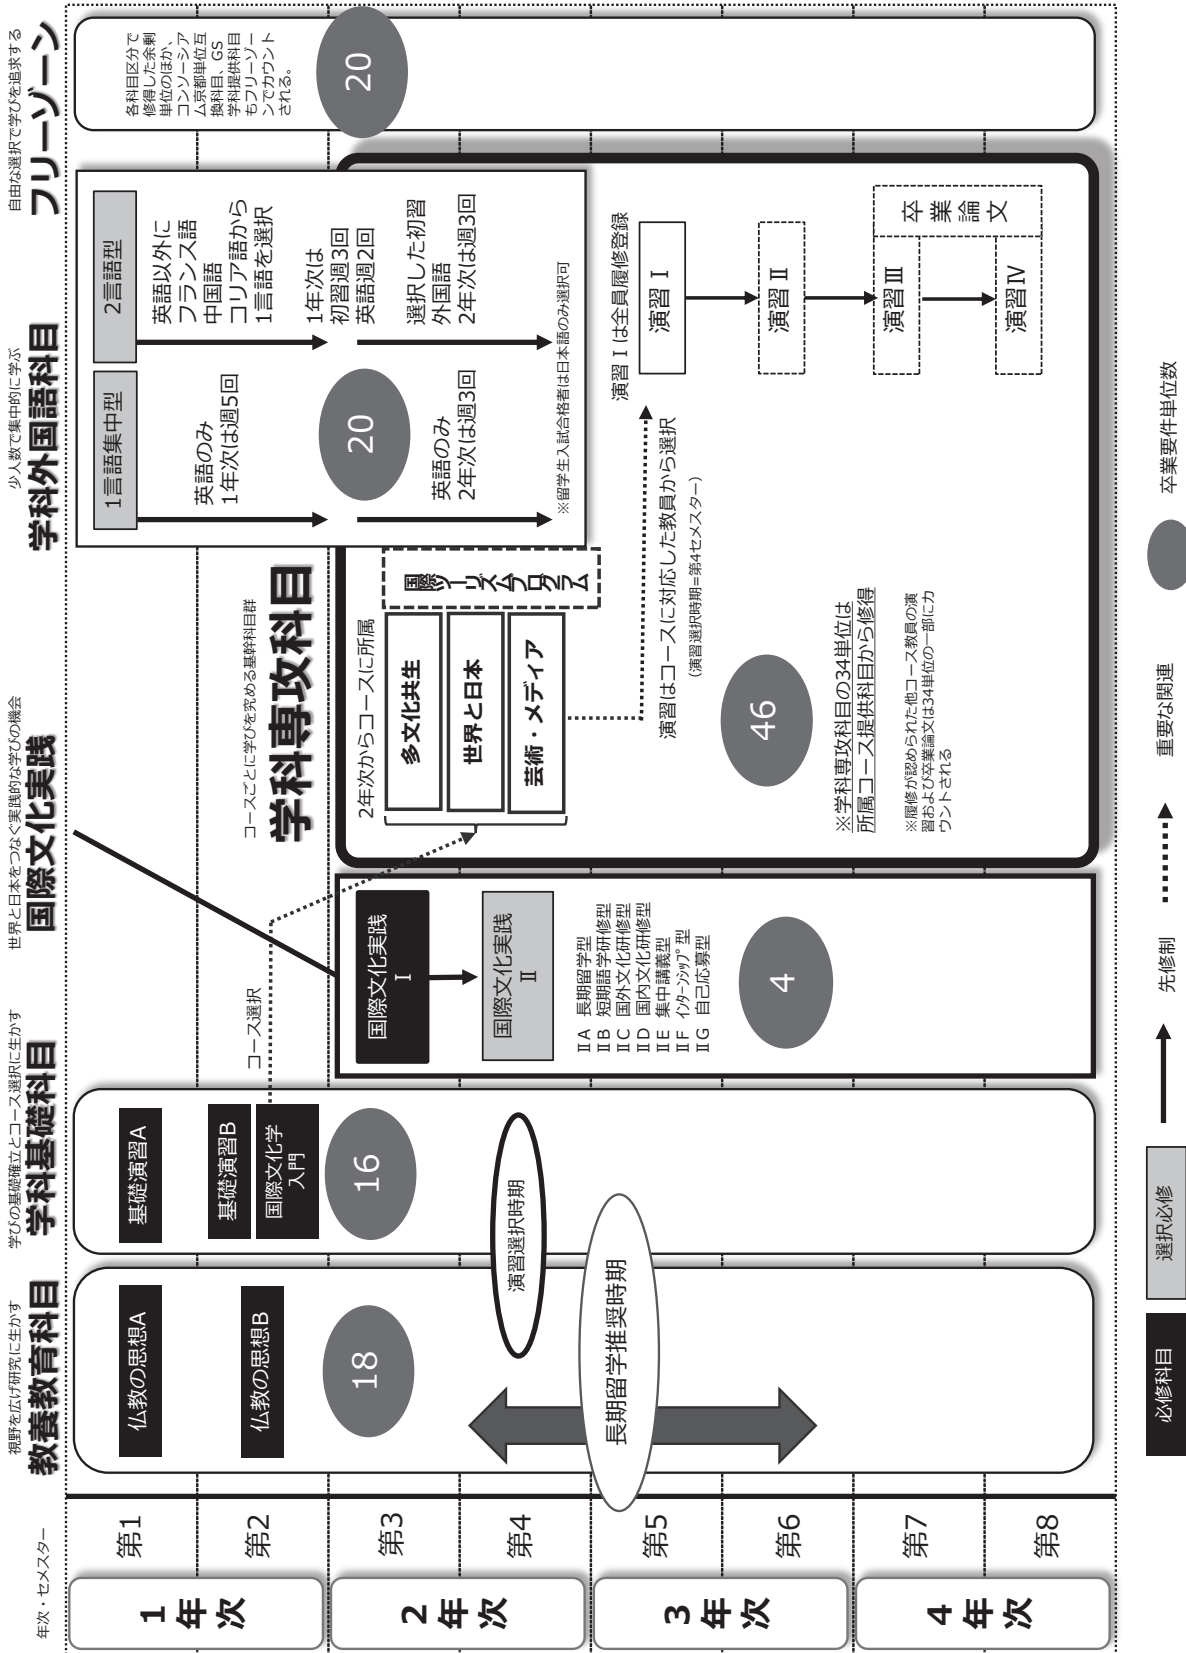 年次・セメスター
視野を広げ研究に生かす
教養教育科目
学びの基礎確立とコース選択に生かす
学科基礎科目
世界と日本をつなぐ実践的な学びの機会
国際文化実践
少人数で集中的に学ぶ
学科外国語科目
自由な選択で学びを追求する
フリーゾーン
1
年
次
2
年
次
3
年
次
4
年
次
第1
第2
第3
第4
第5
第6
第7
第8
仏教の思想A
仏教の思想B
18
長期留学推奨時期
演習選択時期
基礎演習A
基礎演習B
国際文化学
入門
16
コース選択
国際文化実践
Ⅰ
国際文化実践
Ⅱ
ⅡA 長期留学型
ⅡB 短期語学研修型
ⅡC 国外文化研修型
ⅡD 国内文化研修型
ⅡE 集中講義型
ⅡF インターンシップ型
ⅡG 自己応募型
4
コースごとに学びを究める基幹科目群
学科専攻科目
2年次からコースに所属
多文化共生
世界と日本
芸術・メディア
国際ツーリズムプログラム
演習はコースに対応した教員から選択
(演習選択時期=第4セメスター)
46
※学科専攻科目の34単位は
所属コース提供科目から修得
※履修が認められた他コース教員の演
習および卒業論文は34単位の一部にカ
ウントされる
演習Ⅰは全員履修登録
演習Ⅰ
演習Ⅱ
演習Ⅲ
演習Ⅳ
卒業論文
1言語集中型
英語のみ
1年次は週5回
20
英語のみ
2年次は週3回
2言語型
英語以外に
フランス語
中国語
コリア語から
1言語を選択
1年次は
初習週3回
英語週2回
選択した初習
外国語
2年次は週3回
※留学生入試合格者は日本語のみ選択可
各科目区分で
修得した余剰
単位のほか、
コンソーシア
ム京都単位互
換科目、GS
学科提供科目
もフリーゾー
ンでカウント
される。
20
必修科目
選択必修
先修制
重要な関連
卒業要件単位数